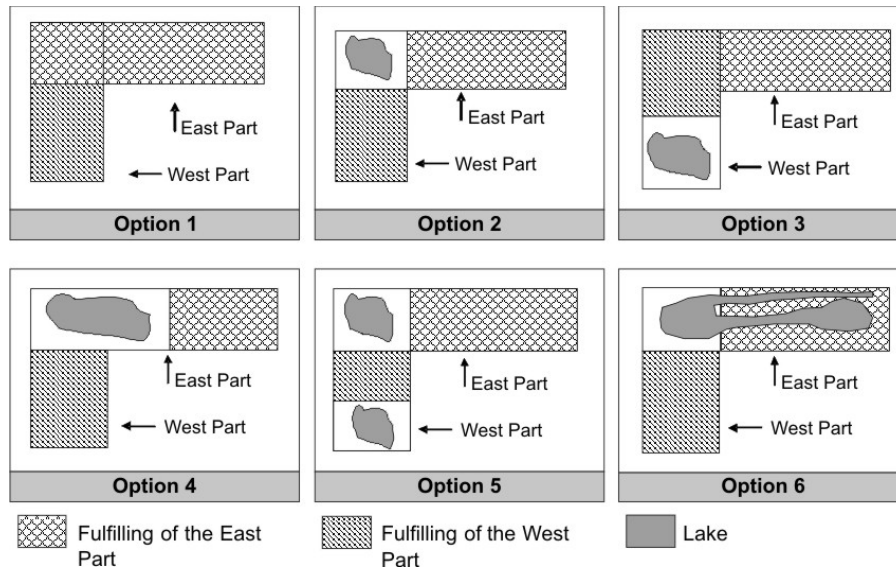 East Part
West Part
Option 1
East Part
West Part
Option 2
East Part
West Part
Option 3
East Part
West Part
Option 4
East Part
West Part
Option 5
East Part
West Part
Option 6
Fulfilling of the East
Part
Fulfilling of the West
Part
Lake